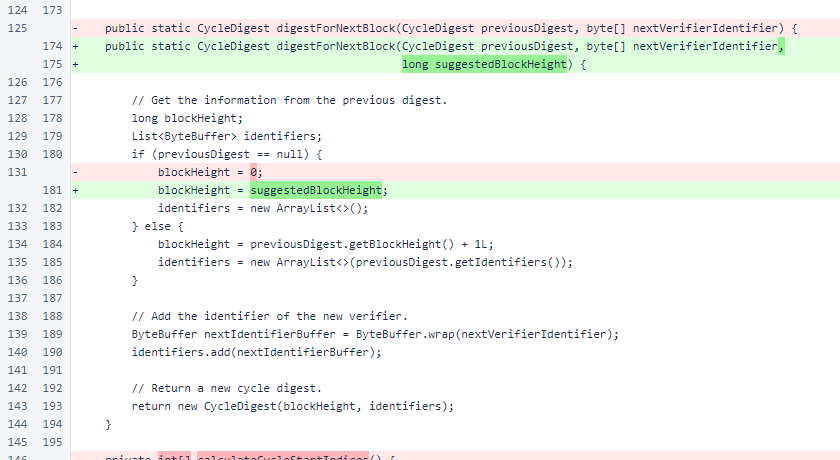 124 173
125 - public static CycleDigest digestForNextBlock(CycleDigest previousDigest, byte[] nextVerifierIdentifier) {
174 + public static CycleDigest digestForNextBlock(CycleDigest previousDigest, byte[] nextVerifierIdentifier,
175 + long suggestedBlockHeight) {
126 176
127 177 // Get the information from the previous digest.
128 178 long blockHeight;
129 179 List<ByteBuffer> identifiers;
130 180 if (previousDigest == null) {
131 - blockHeight = 0;
181 + blockHeight = suggestedBlockHeight;
132 182 identifiers = new ArrayList<>();
133 183 } else {
134 184 blockHeight = previousDigest.getBlockHeight() + 1L;
135 185 identifiers = new ArrayList<>(previousDigest.getIdentifiers());
136 186 }
137 187
138 188 // Add the identifier of the new verifier.
139 189 ByteBuffer nextIdentifierBuffer = ByteBuffer.wrap(nextVerifierIdentifier);
140 190 identifiers.add(nextIdentifierBuffer);
141 191
142 192 // Return a new cycle digest.
143 193 return new CycleDigest(blockHeight, identifiers);
144 194 }
145 195
146 - private int[] calculateCycleStartIndices() {